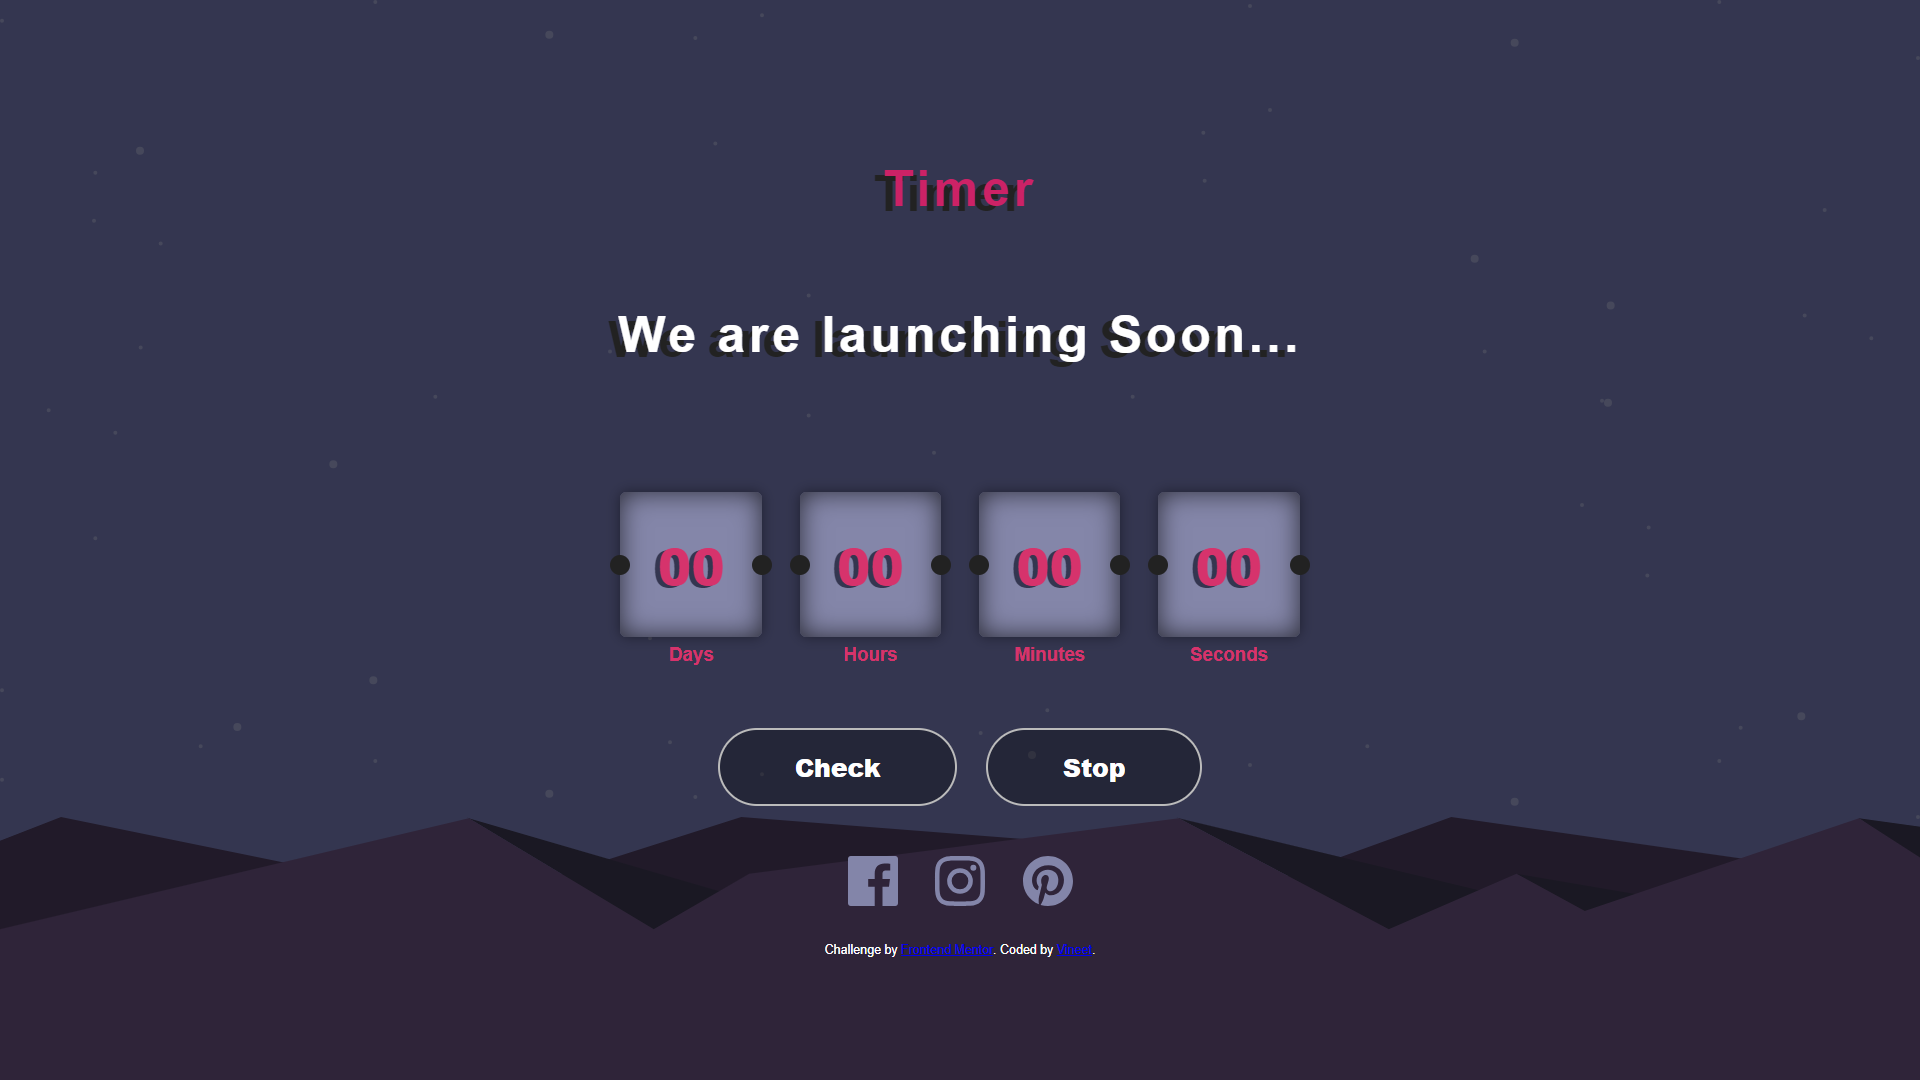 Timer
We are launching Soon...
00 00 00 00
Days Hours Minutes Seconds
Check Stop
Challenge by Frontend Mentor. Coded by Vineet.